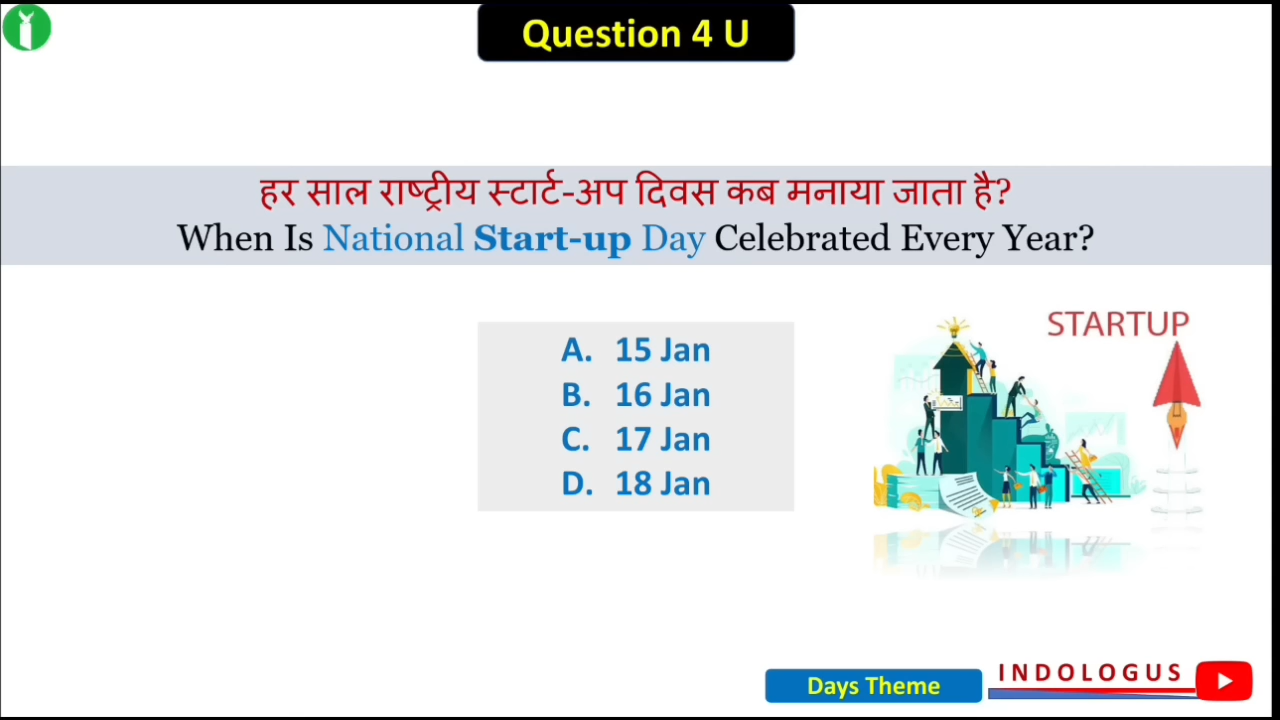 Question 4 U
हर साल राष्ट्रीय स्टार्ट-अप दिवस कब मनाया जाता है?
When Is National Start-up Day Celebrated Every Year?
A. 15 Jan
B. 16 Jan
C. 17 Jan
D. 18 Jan
STARTUP
Days Theme
INDOLOGUS